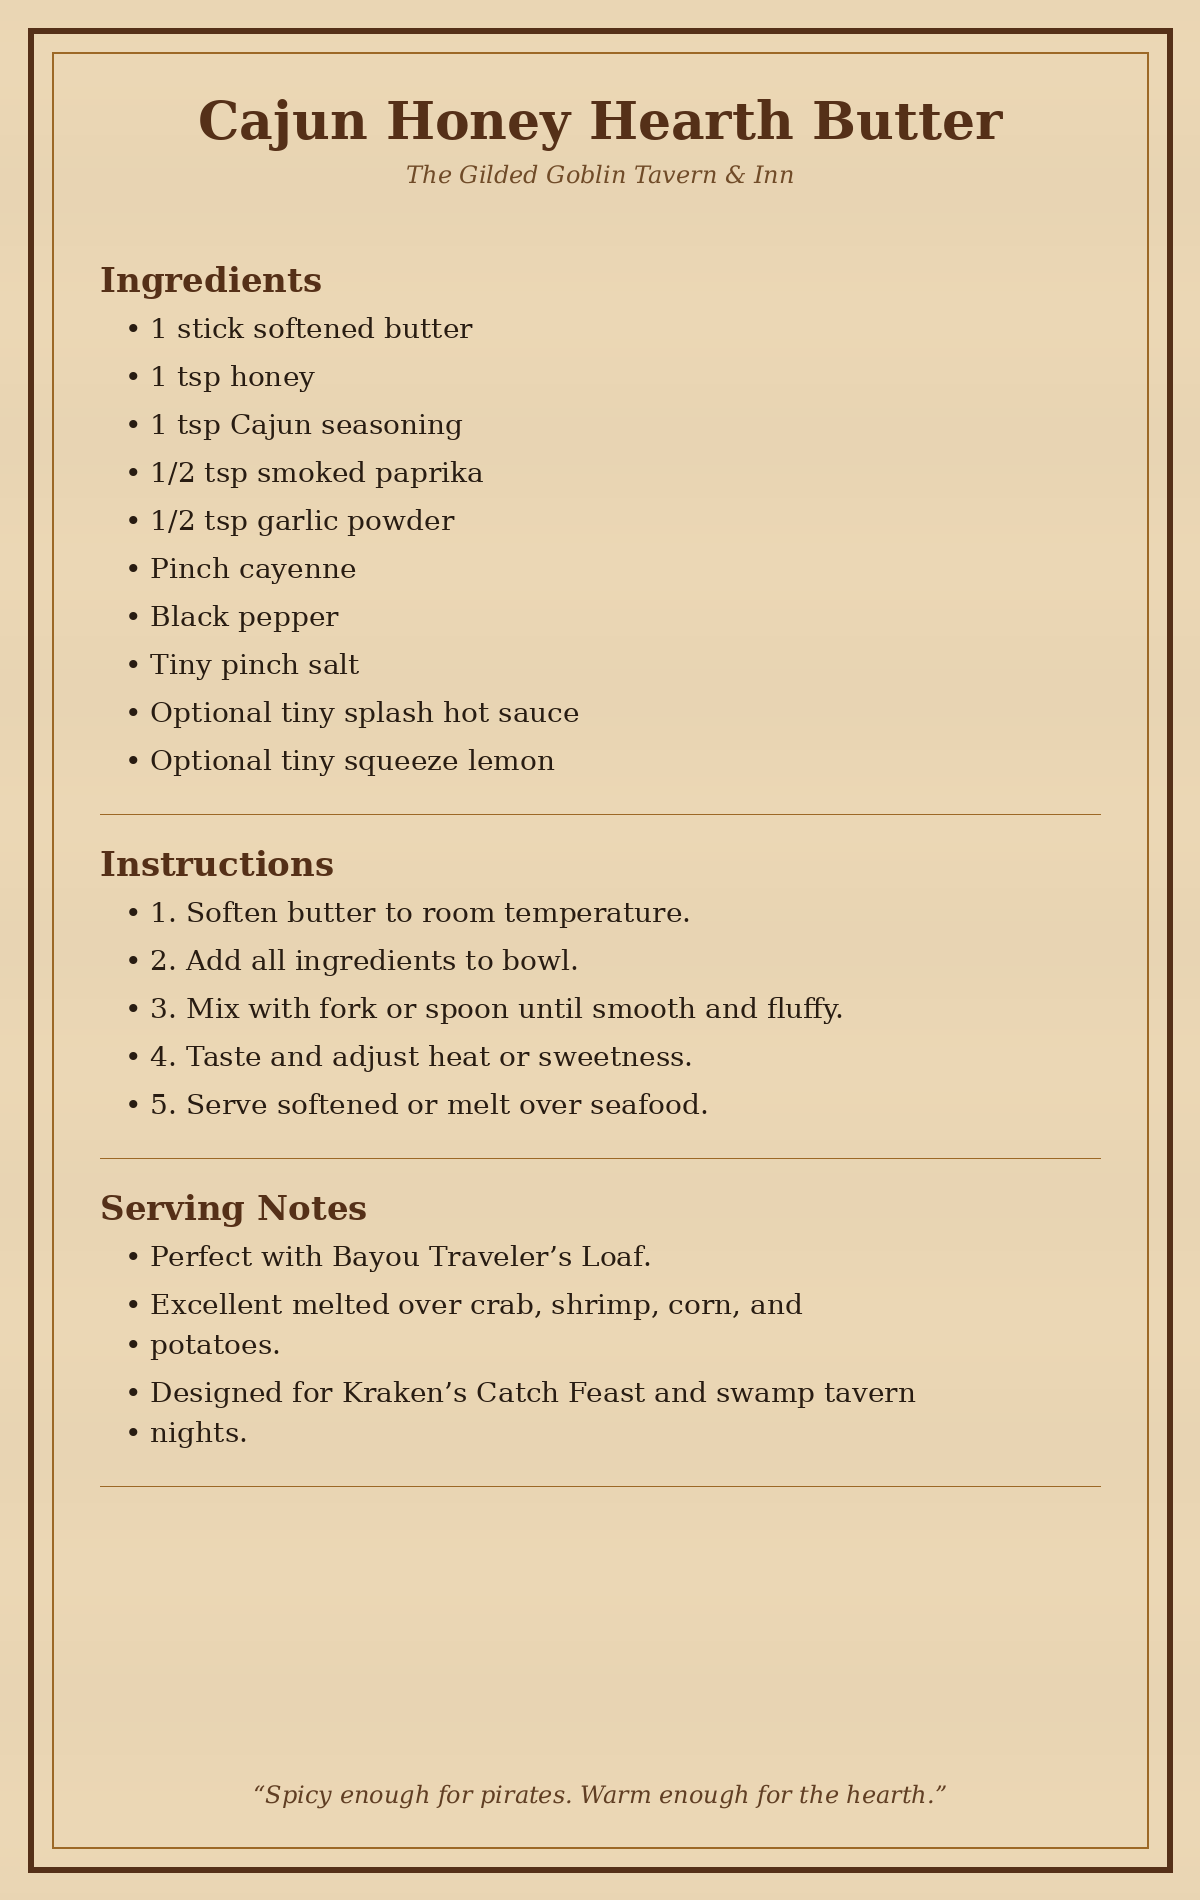 Cajun Honey Hearth Butter
The Gilded Goblin Tavern & Inn
Ingredients
• 1 stick softened butter
• 1 tsp honey
• 1 tsp Cajun seasoning
• 1/2 tsp smoked paprika
• 1/2 tsp garlic powder
• Pinch cayenne
• Black pepper
• Tiny pinch salt
• Optional tiny splash hot sauce
• Optional tiny squeeze lemon
Instructions
• 1. Soften butter to room temperature.
• 2. Add all ingredients to bowl.
• 3. Mix with fork or spoon until smooth and fluffy.
• 4. Taste and adjust heat or sweetness.
• 5. Serve softened or melt over seafood.
Serving Notes
• Perfect with Bayou Traveler’s Loaf.
• Excellent melted over crab, shrimp, corn, and
• potatoes.
• Designed for Kraken’s Catch Feast and swamp tavern
• nights.
“Spicy enough for pirates. Warm enough for the hearth.”